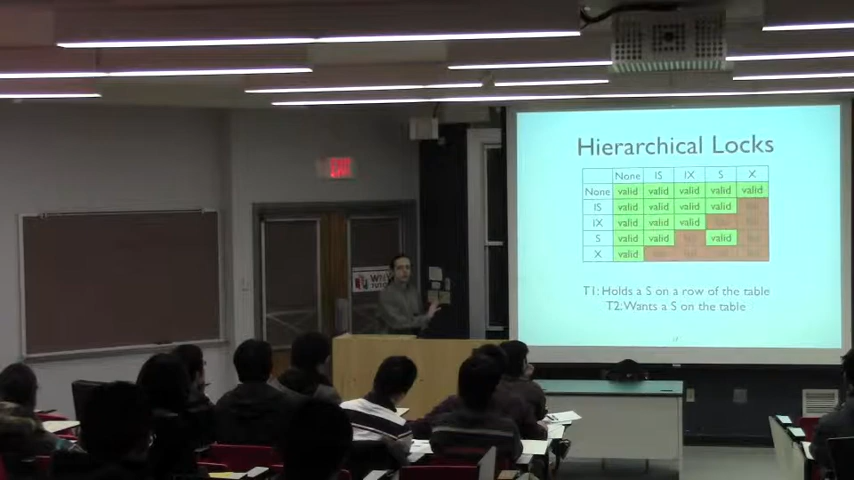 Hierarchical Locks
None IS IX S X
None valid valid valid valid valid
IS valid valid valid valid
IX valid valid valid
S valid valid valid
X valid
T1: Holds a S on a row of the table
T2: Wants a S on the table
EXIT